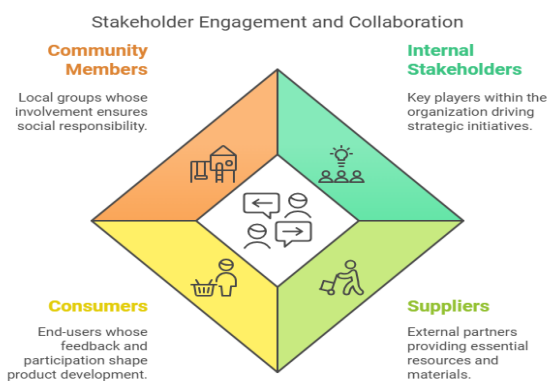 Stakeholder Engagement and Collaboration
Community
Members
Local groups whose
involvement ensures
social responsibility.
Internal
Stakeholders
Key players within the
organization driving
strategic initiatives.
Consumers
End-users whose
feedback and
participation shape
product development.
Suppliers
External partners
providing essential
resources and
materials.